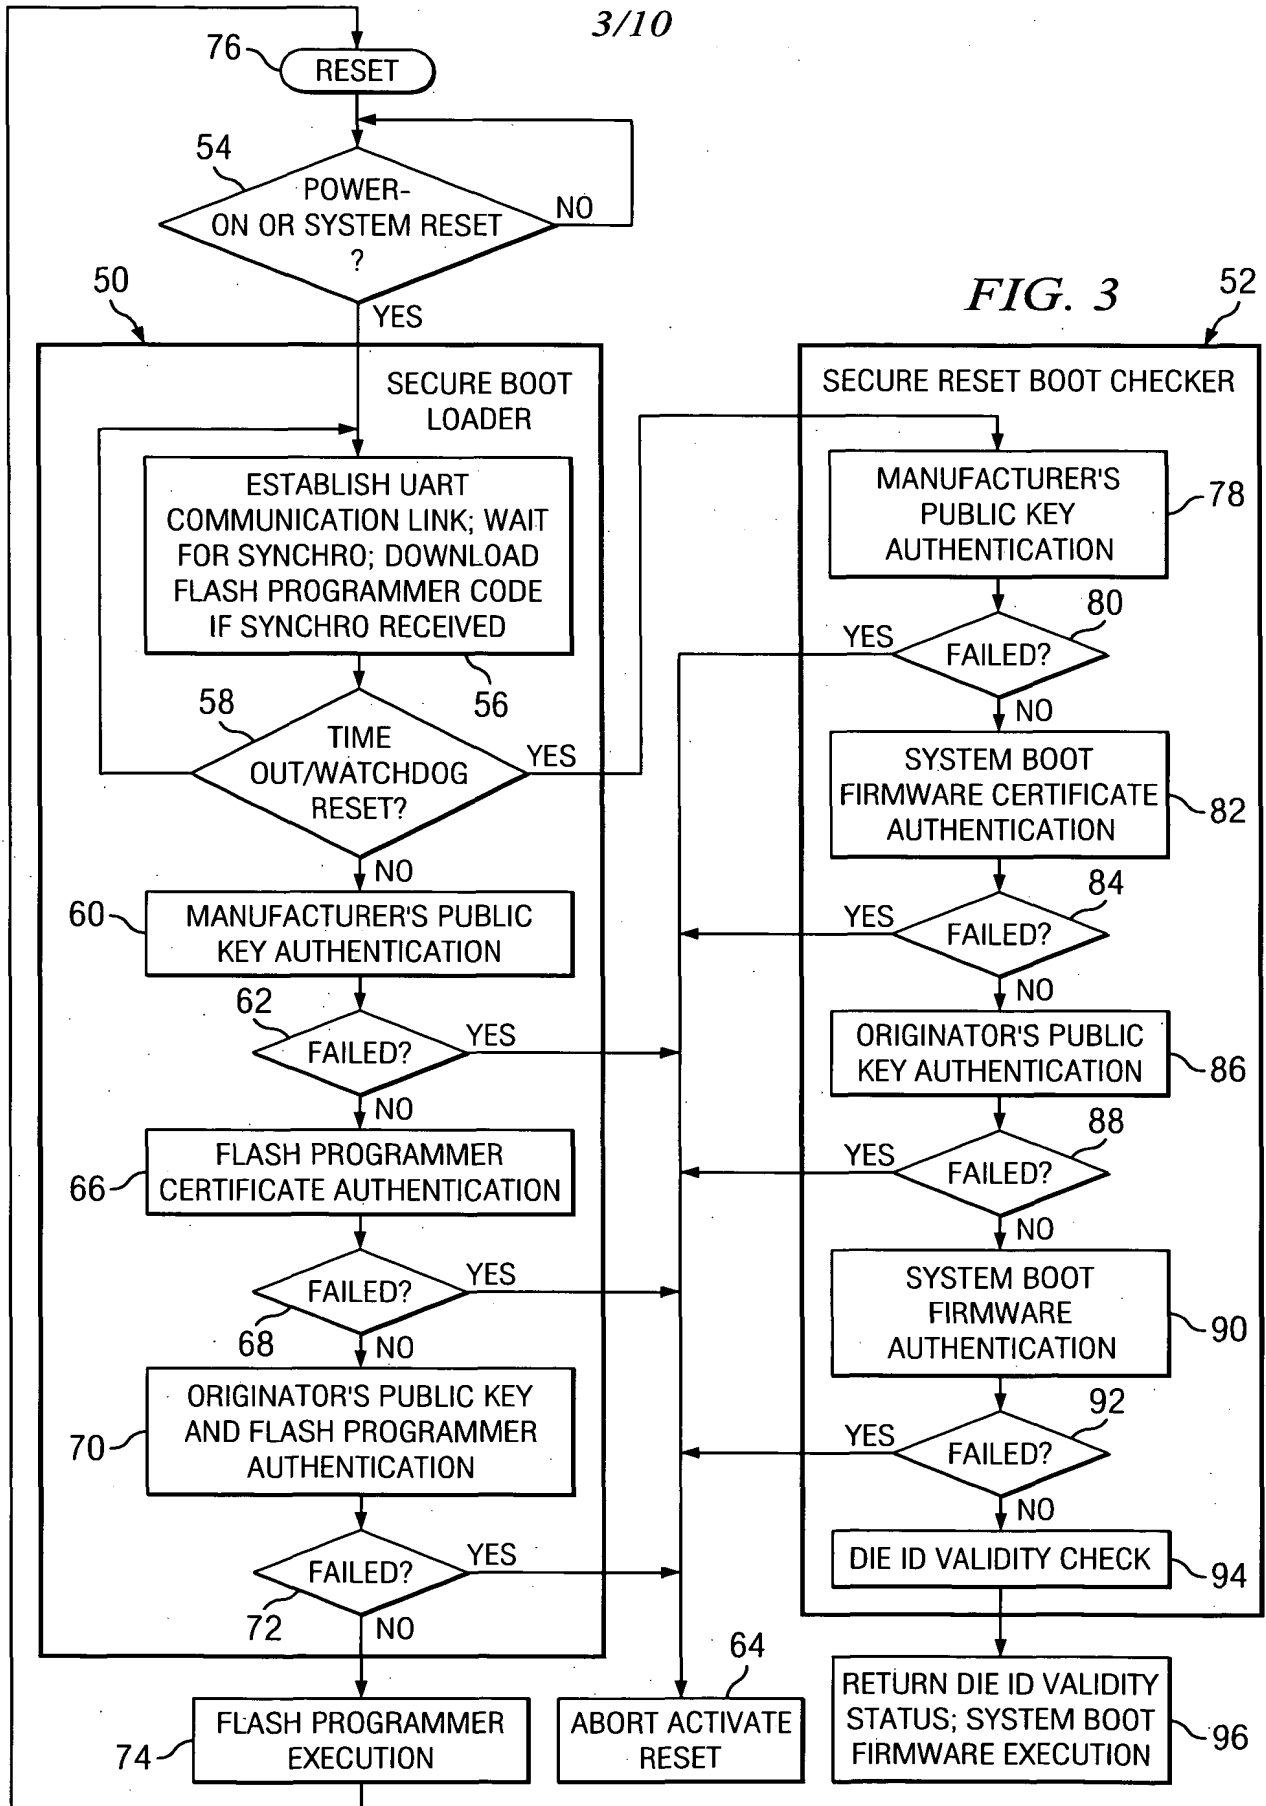 3/10
76
RESET
54
POWER-
ON OR SYSTEM RESET
?
NO
YES
FIG. 3
50
SECURE BOOT
LOADER
ESTABLISH UART
COMMUNICATION LINK; WAIT
FOR SYNCHRO; DOWNLOAD
FLASH PROGRAMMER CODE
IF SYNCHRO RECEIVED
56
58
TIME
OUT/WATCHDOG
RESET?
YES
NO
60
MANUFACTURER'S PUBLIC
KEY AUTHENTICATION
62
FAILED?
YES
NO
66
FLASH PROGRAMMER
CERTIFICATE AUTHENTICATION
FAILED?
YES
68
NO
70
ORIGINATOR'S PUBLIC KEY
AND FLASH PROGRAMMER
AUTHENTICATION
FAILED?
YES
72
NO
74
FLASH PROGRAMMER
EXECUTION
64
ABORT ACTIVATE
RESET
52
SECURE RESET BOOT CHECKER
MANUFACTURER'S
PUBLIC KEY
AUTHENTICATION
78
80
YES
FAILED?
NO
SYSTEM BOOT
FIRMWARE CERTIFICATE
AUTHENTICATION
82
84
YES
FAILED?
NO
ORIGINATOR'S PUBLIC
KEY AUTHENTICATION
86
88
YES
FAILED?
NO
SYSTEM BOOT
FIRMWARE
AUTHENTICATION
90
92
YES
FAILED?
NO
DIE ID VALIDITY CHECK
94
RETURN DIE ID VALIDITY
STATUS; SYSTEM BOOT
FIRMWARE EXECUTION
96